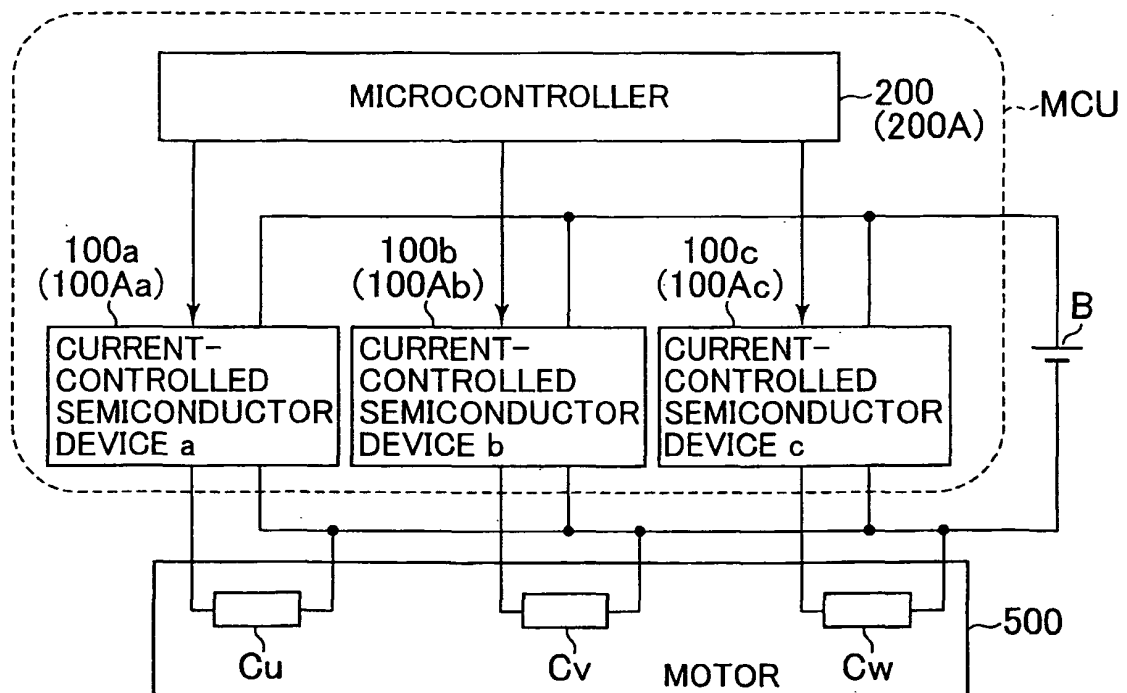 MICROCONTROLLER
200
(200A)
MCU
100a
(100Aa)
100b
(100Ab)
100c
(100Ac)
B
CURRENT-
CONTROLLED
SEMICONDUCTOR
DEVICE a
CURRENT-
CONTROLLED
SEMICONDUCTOR
DEVICE b
CURRENT-
CONTROLLED
SEMICONDUCTOR
DEVICE c
500
Cu
Cv
Cw
MOTOR